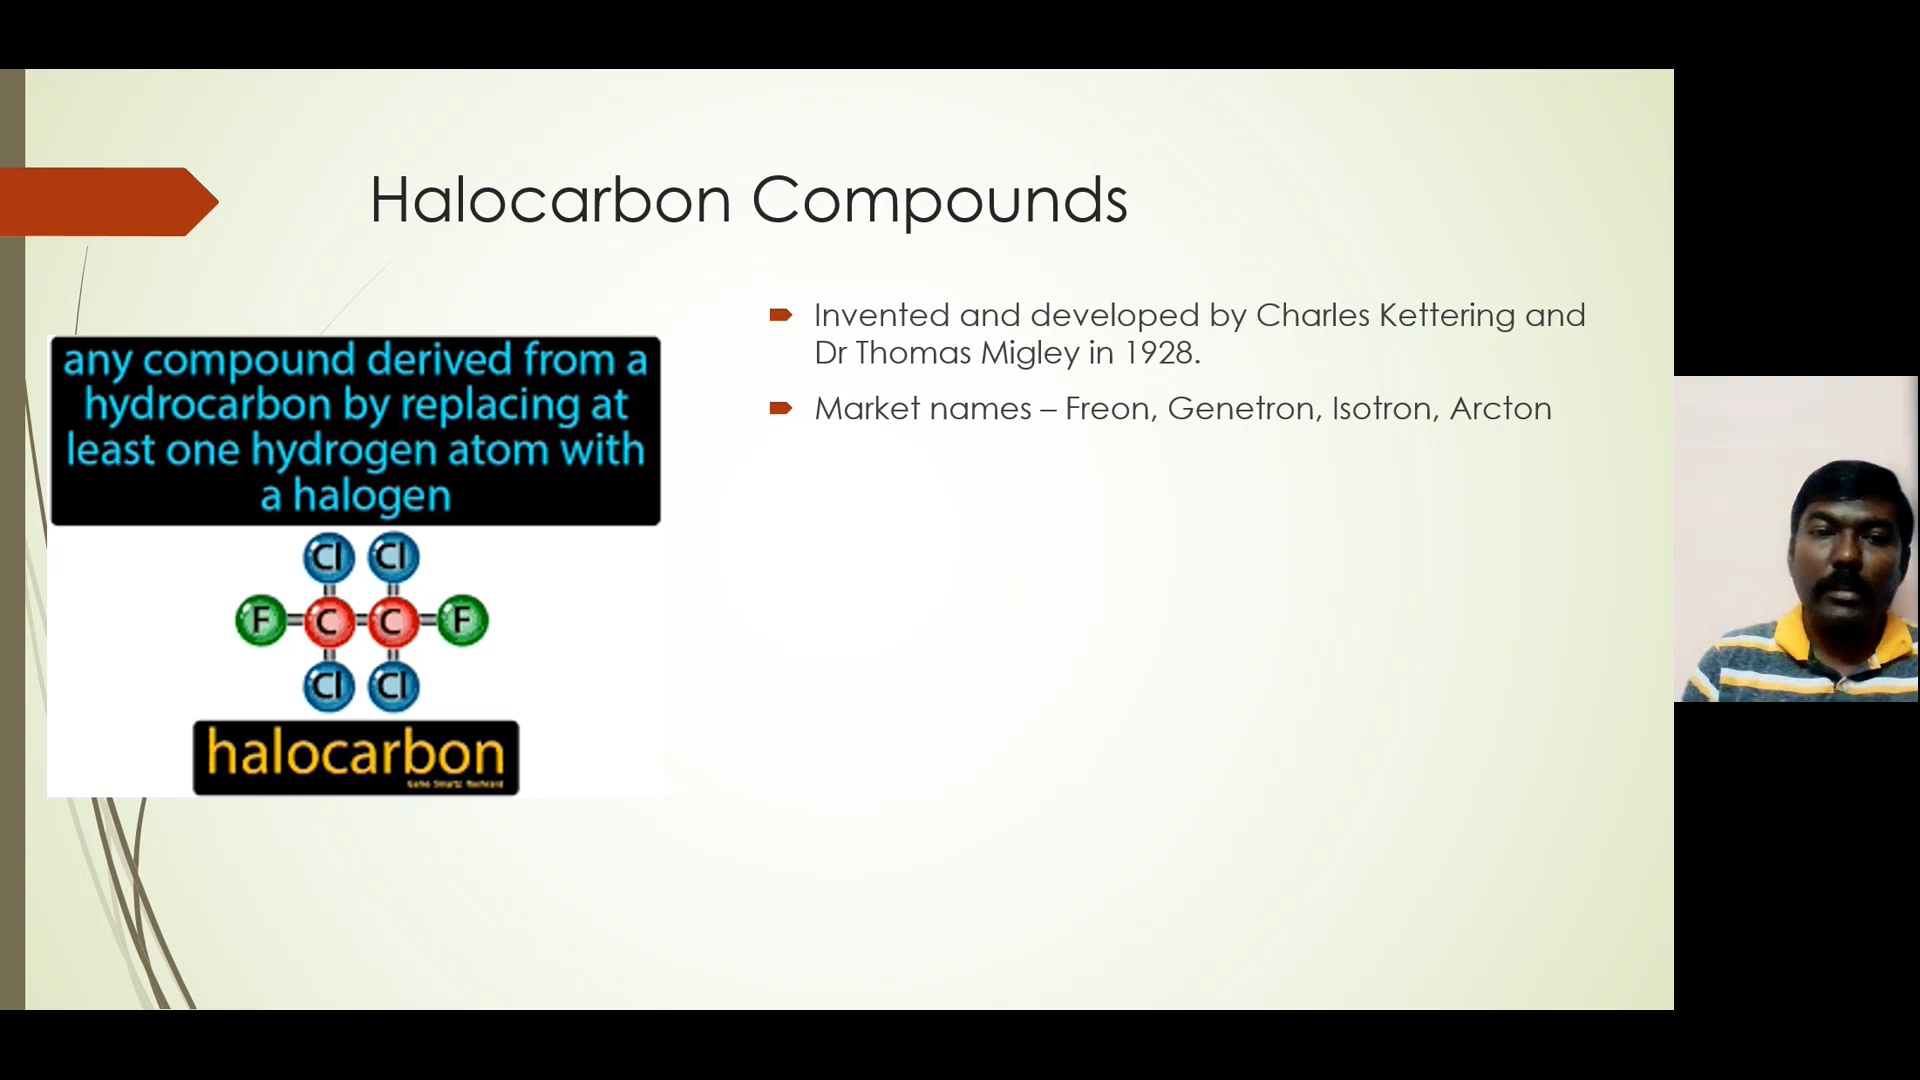 Halocarbon Compounds
any compound derived from a
hydrocarbon by replacing at
least one hydrogen atom with
a halogen
Cl Cl
F C C F
Cl Cl
halocarbon
Invented and developed by Charles Kettering and
Dr Thomas Migley in 1928.
Market names – Freon, Genetron, Isotron, Arcton